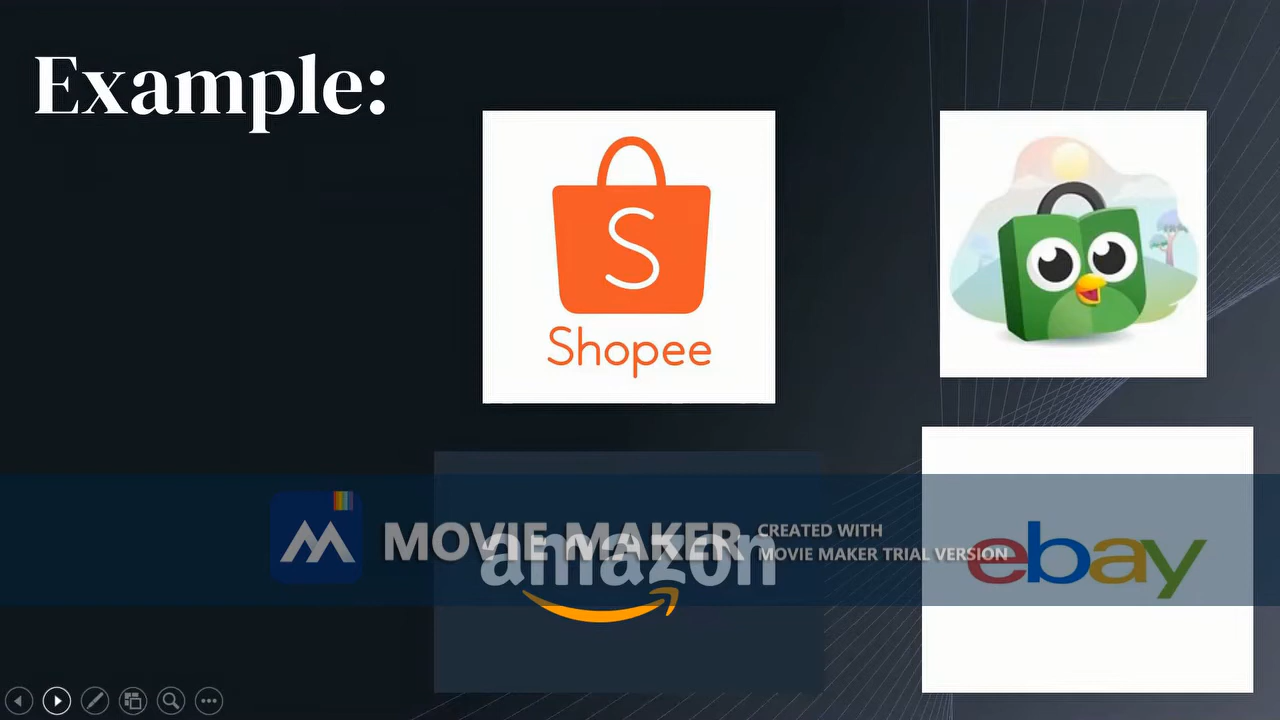 Example:
S
Shopee
MOVIE MAKER
CREATED WITH
MOVIE MAKER TRIAL VERSION
amazon
ebay